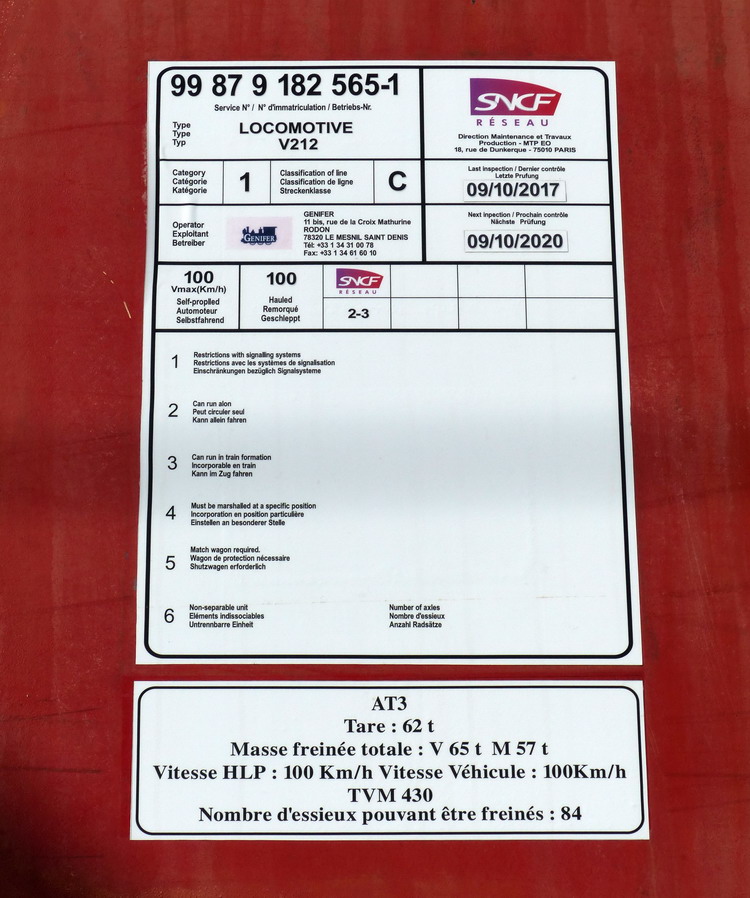 99 87 9 182 565-1
Service N° / N° d'immatriculation / Betriebs-Nr.
Type
Type
Typ
LOCOMOTIVE
V212
SNCF
RÉSEAU
Direction Maintenance et Travaux
Production - MTP EO
18, rue de Dunkerque - 75010 PARIS
Category
Catégorie
Kategórie
1
Classification of line
Classification de ligne
Streckenklasse
C
Last inspection / Dernier contrôle
Letzte Prufung
09/10/2017
Operator
Exploitant
Betreiber
GENIFER
GENIFER
11 bis, rue de la Croix Mathurine
RODON
78320 LE MESNIL SAINT DENIS
Tél: +33 1 34 31 00 78
Fax: +33 1 34 61 60 10
Next inpection / Prochain contrôle
Nächste Prüfung
09/10/2020
100
Vmax(Km/h)
Self-proplled
Automoteur
Selbstfahrend
100
Hauled
Remorqué
Geschleppt
SNCF
RÉSEAU
2-3
1
Restrictions with signalling systems
Restrictions avec les systèmes de signalisation
Einschränkungen bezüglich Signalsysteme
2
Can run alon
Peut circuler seul
Kann allein fahren
3
Can run in train formation
Incorporable en train
Kann im Zug fahren
4
Must be marshalled at a specific position
Incorporation en position particulière
Einstellen an besonderer Stelle
5
Match wagon required.
Wagon de protection nécessaire
Shutzwagen erforderlich
6
Non-separable unit
Eléments indissociables
Untrennbarre Einheit
Number of axles
Nombre d'essieux
Anzahl Radsätze
AT3
Tare : 62 t
Masse freinée totale : V 65 t M 57 t
Vitesse HLP : 100 Km/h Vitesse Véhicule : 100Km/h
TVM 430
Nombre d'essieux pouvant être freinés : 84